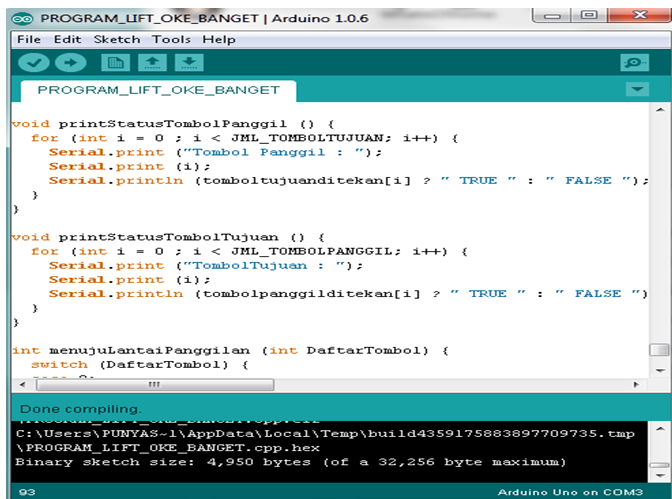 PROGRAM_LIFT_OKE_BANGET | Arduino 1.0.6
File Edit Sketch Tools Help
PROGRAM_LIFT_OKE_BANGET
void printStatusTombolPanggil () {
for (int i = 0 ; i < JML_TOMBOLTUJUAN; i++) {
Serial.print ("Tombol Panggil : ");
Serial.print (i);
Serial.println (tomboltujuanditekan[i] ? " TRUE " : " FALSE ");
}
}
void printStatusTombolTujuan () {
for (int i = 0 ; i < JML_TOMBOLPANGGIL; i++) {
Serial.print ("TombolTujuan : ");
Serial.print (i);
Serial.println (tombolpanggilditekan[i] ? " TRUE " : " FALSE ")
}
}
int menujuLantaiPanggilan (int DaftarTombol) {
switch (DaftarTombol) {
Done compiling.
C:\Users\PUNYAS~1\AppData\Local\Temp\build4359175883897709735.tmp
\PROGRAM_LIFT_OKE_BANGET.cpp.hex
Binary sketch size: 4,950 bytes (of a 32,256 byte maximum)
93
Arduino Uno on COM3